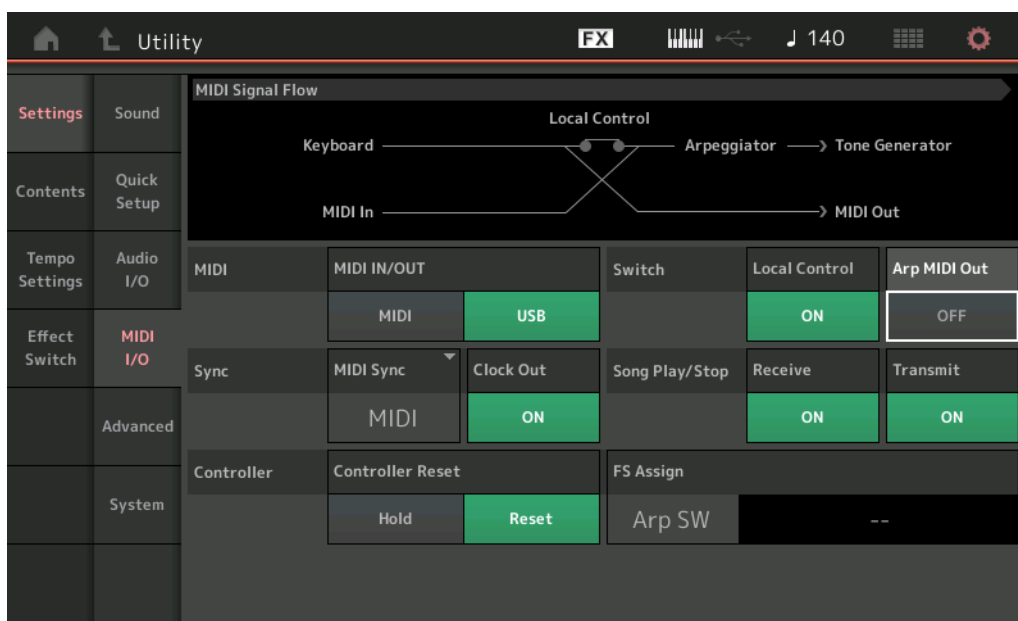 Utility FX ♩ 140
Settings
Contents
Tempo
Settings
Effect
Switch
Sound
Quick
Setup
Audio
I/O
MIDI
I/O
Advanced
System
MIDI Signal Flow
Local Control
Keyboard Arpeggiator Tone Generator
MIDI In MIDI Out
MIDI MIDI IN/OUT Switch Local Control Arp MIDI Out
MIDI USB ON OFF
Sync MIDI Sync Clock Out Song Play/Stop Receive Transmit
MIDI ON ON ON
Controller Controller Reset FS Assign
Hold Reset Arp SW --